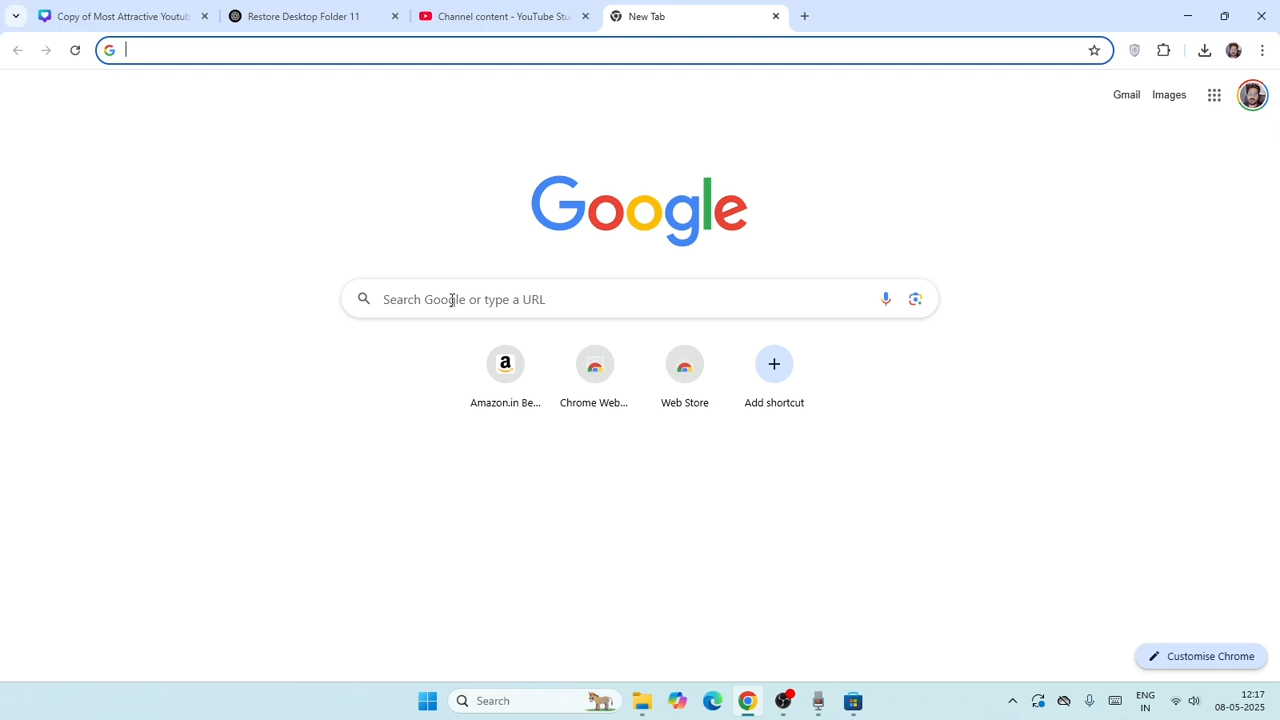 Copy of Most Attractive Youtub
Restore Desktop Folder 11
Channel content - YouTube Stu
New Tab
Gmail
Images
Google
Search Google or type a URL
Amazon.in Be...
Chrome Web...
Web Store
Add shortcut
Customise Chrome
Search
ENG
IN
12:17
08-05-2025